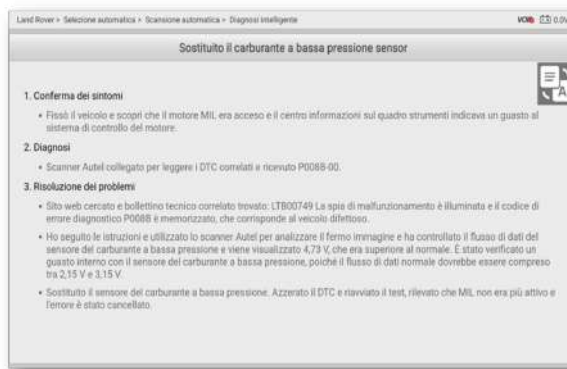 Land Rover > Selezione automatica > Scansione automatica > Diagnosi intelligente
VCI 0.0V
Sostituito il carburante a bassa pressione sensor
1. Conferma dei sintomi
• Fissò il veicolo e scoprì che il motore MIL era acceso e il centro informazioni sul quadro strumenti indicava un guasto al
sistema di controllo del motore.
2. Diagnosi
• Scanner Autel collegato per leggere i DTC correlati e ricevuto P008B-00.
3. Risoluzione dei problemi
• Sito web cercato e bollettino tecnico correlato trovato: LTB00749 La spia di malfunzionamento è illuminata e il codice di
errore diagnostico P008B è memorizzato, che corrisponde al veicolo difettoso.
• Ho seguito le istruzioni e utilizzato lo scanner Autel per analizzare il fermo immagine e ha controllato il flusso di dati del
sensore del carburante a bassa pressione e viene visualizzato 4,73 V, che era superiore al normale. È stato verificato un
guasto interno con il sensore del carburante a bassa pressione, poiché il flusso di dati normale dovrebbe essere compreso
tra 2,15 V e 3,15 V.
• Sostituito il sensore del carburante a bassa pressione. Azzerato il DTC e riavviato il test, rilevato che MIL non era più attivo e
l'errore è stato cancellato.